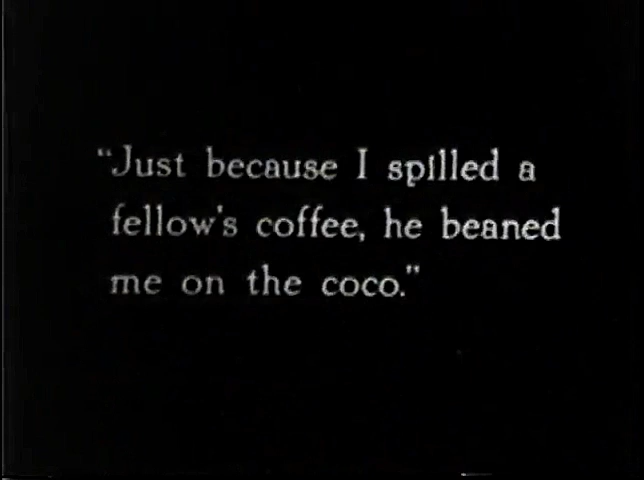 "Just because I spilled a
fellow's coffee, he beaned
me on the coco."